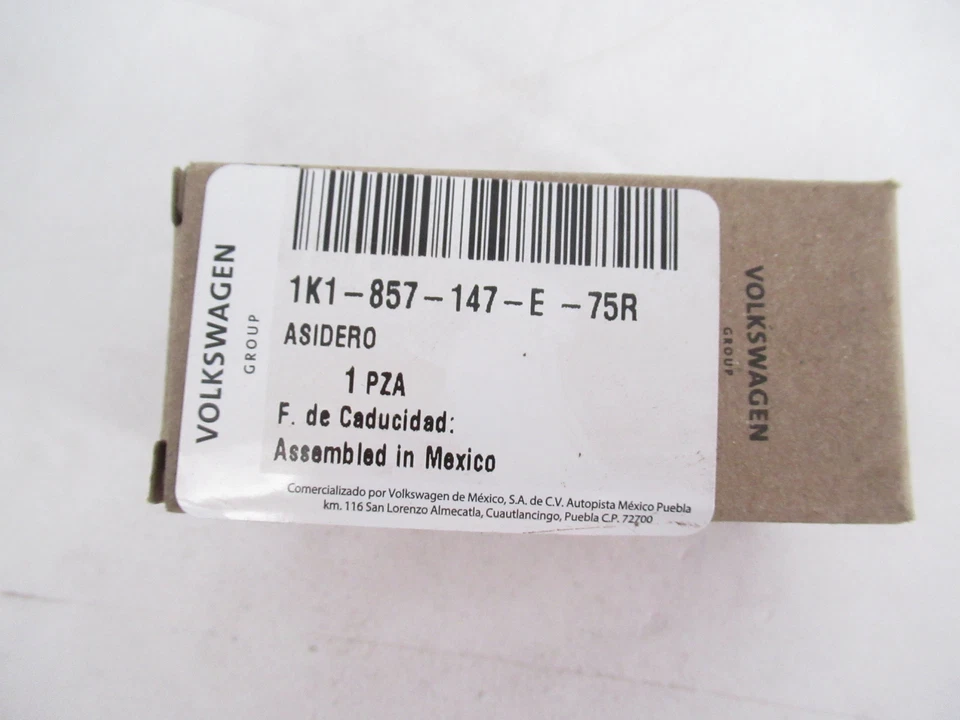 VOLKSWAGEN
GROUP
1K1-857-147-E -75R
ASIDERO
1 PZA
F. de Caducidad:
Assembled in Mexico
Comercializado por Volkswagen de México, S.A. de C.V. Autopista México Puebla
km. 116 San Lorenzo Almecatla, Cuautlancingo, Puebla C.P. 72700
VOLKSWAGEN
GROUP